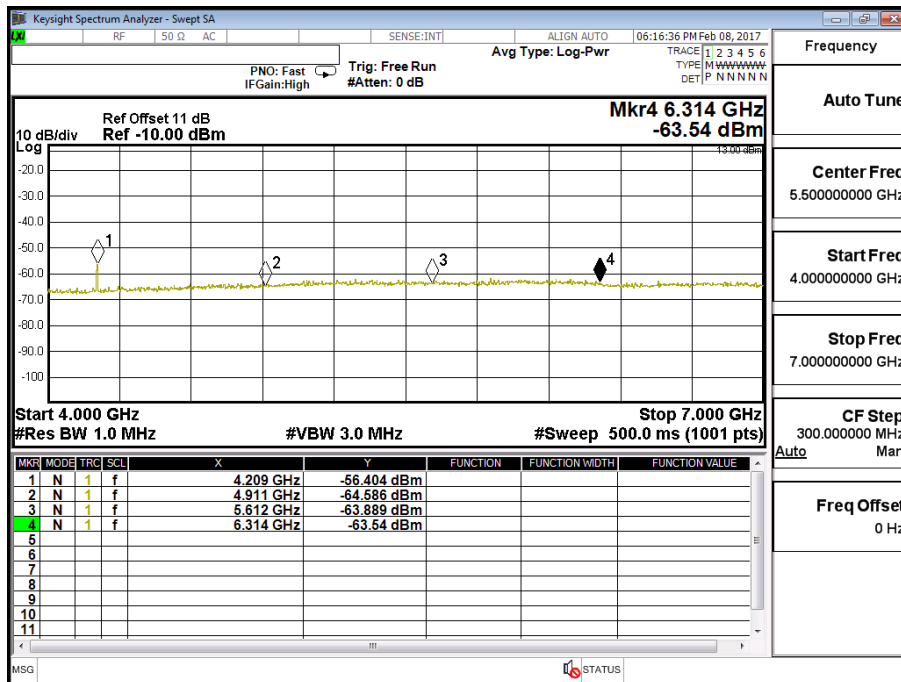 Keysight Spectrum Analyzer - Swept SA
LXI RF 50 Ω AC SENSE:INT ALIGN AUTO 06:16:36 PM Feb 08, 2017
PNO: Fast
IFGain:High
Trig: Free Run
#Atten: 0 dB
Avg Type: Log-Pwr
TRACE 1 2 3 4 5 6
TYPE M W W W W W
DET P N N N N N
Frequency
Auto Tune
Center Freq
5.500000000 GHz
Start Freq
4.000000000 GHz
Stop Freq
7.000000000 GHz
CF Step
300.000000 MHz
Auto Man
Freq Offset
0 Hz
Mkr4 6.314 GHz
-63.54 dBm
Ref Offset 11 dB
10 dB/div Ref -10.00 dBm
Log
-13.00 dBm
-20.0
-30.0
-40.0
-50.0
-60.0
-70.0
-80.0
-90.0
-100
1
2
3
4
Start 4.000 GHz Stop 7.000 GHz
#Res BW 1.0 MHz #VBW 3.0 MHz #Sweep 500.0 ms (1001 pts)
MKR MODE TRC SCL X Y FUNCTION FUNCTION WIDTH FUNCTION VALUE
1 N 1 f 4.209 GHz -56.404 dBm
2 N 1 f 4.911 GHz -64.586 dBm
3 N 1 f 5.612 GHz -63.889 dBm
4 N 1 f 6.314 GHz -63.54 dBm
5
6
7
8
9
10
11
MSG STATUS